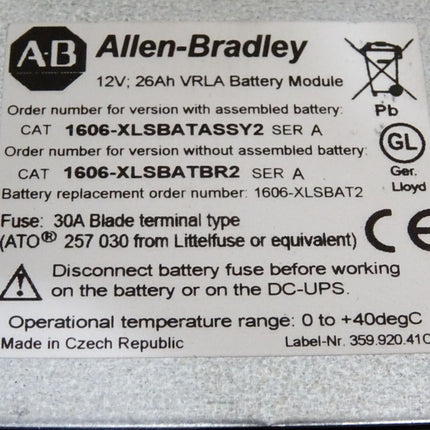 A-B Allen-Bradley
12V; 26Ah VRLA Battery Module
Order number for version with assembled battery:
CAT 1606-XLSBATASSY2 SER A
Order number for version without assembled battery:
CAT 1606-XLSBATBR2 SER A
Battery replacement order number: 1606-XLSBAT2
Pb
GL
Ger.
Lloyd
Fuse: 30A Blade terminal type
(ATO® 257 030 from Littelfuse or equivalent)
CE
Disconnect battery fuse before working
on the battery or on the DC-UPS.
Operational temperature range: 0 to +40degC
Made in Czech Republic Label-Nr. 359.920.41C